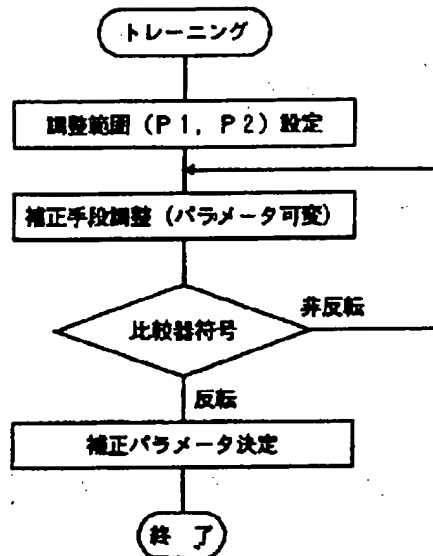 トレーニング
調整範囲（P1，P2）設定
補正手段調整（パラメータ可変）
比較器符号
非反転
反転
補正パラメータ決定
終 了